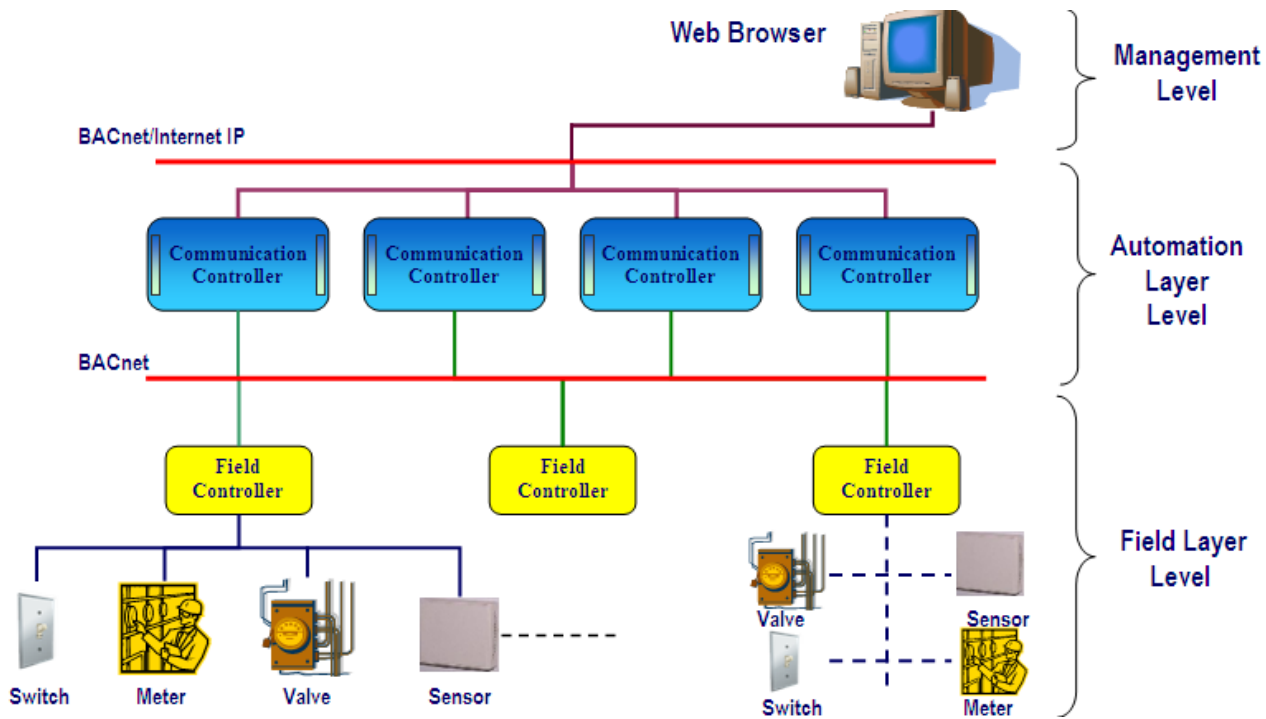 Web Browser
Management
Level
BACnet/Internet IP
Communication
Controller
Communication
Controller
Communication
Controller
Communication
Controller
Automation
Layer
Level
BACnet
Field
Controller
Field
Controller
Field
Controller
Field Layer
Level
Switch
Meter
Valve
Sensor
Valve
Sensor
Switch
Meter